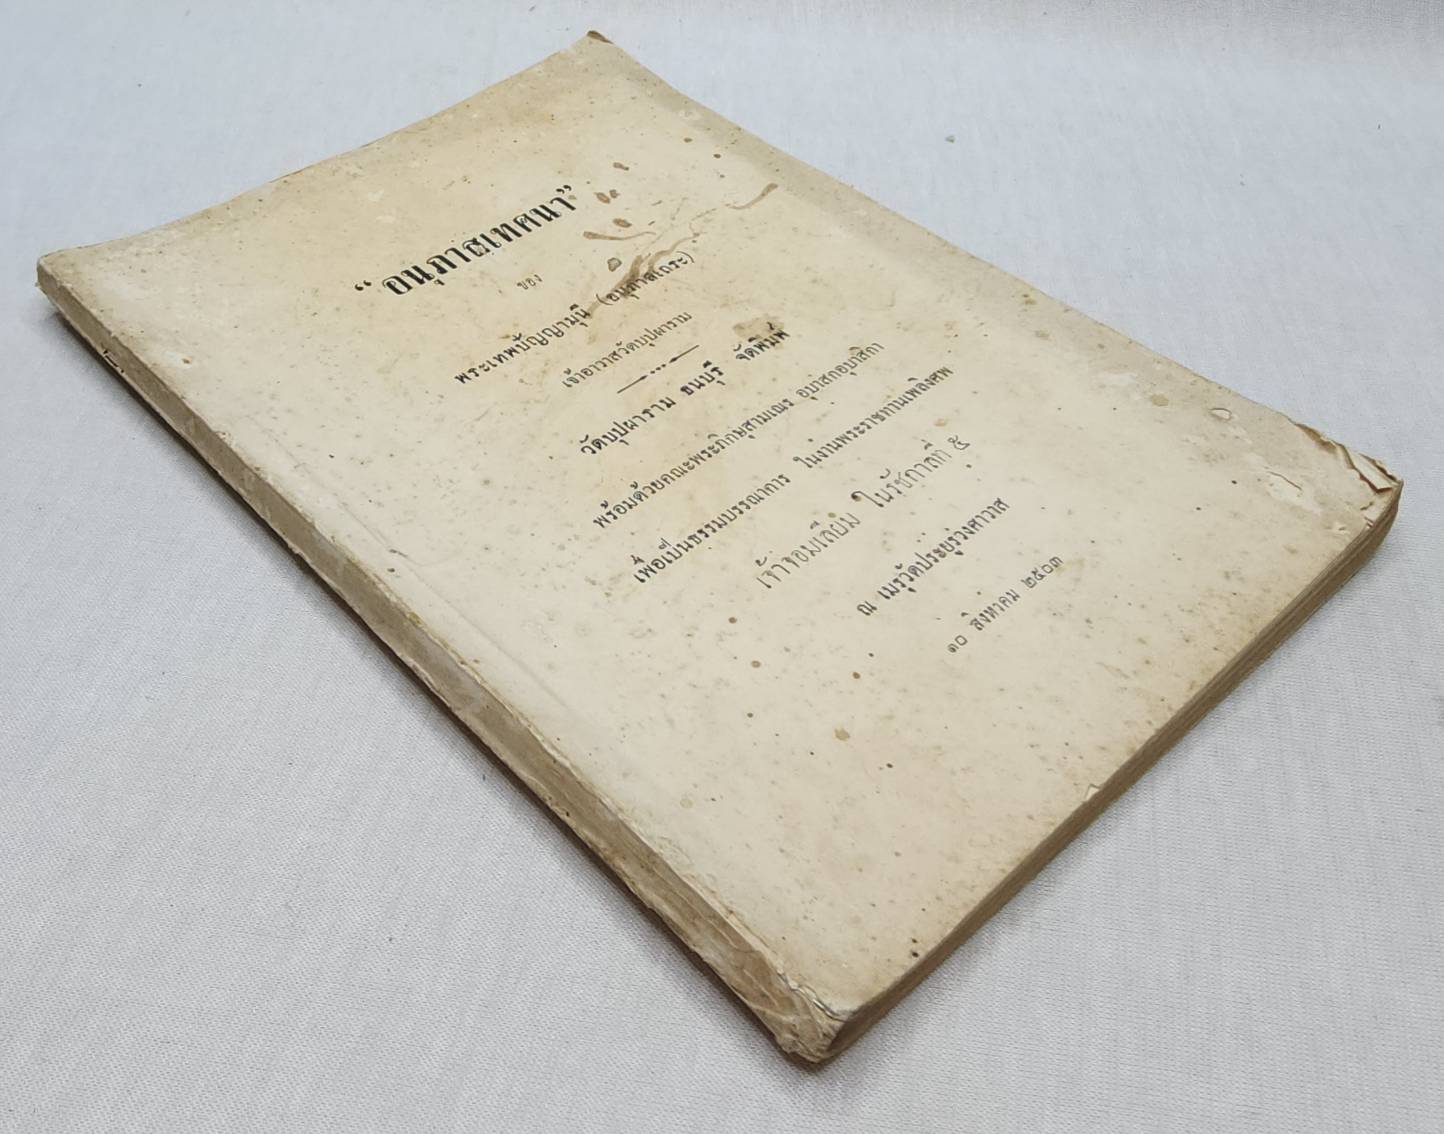 “ อนุภาสเทศนา”
ของ
พระเทพปัญญามุนี (อนุภาสเถระ)
เจ้าอาวาสวัดบุปผาราม
วัดบุปผาราม ธนบุรี จัดพิมพ์
พร้อมด้วยคณะพระภิกษุสามเณร อุบาสกอุบาสิกา
เพื่อเป็นธรรมบรรณาการ ในงานพระราชทานเพลิงศพ
เจ้าจอมเลียม ในรัชกาลที่ ๕
ณ เมรุวัดประยุรวงศาวาส
๑๐ สิงหาคม ๒๕๐๓